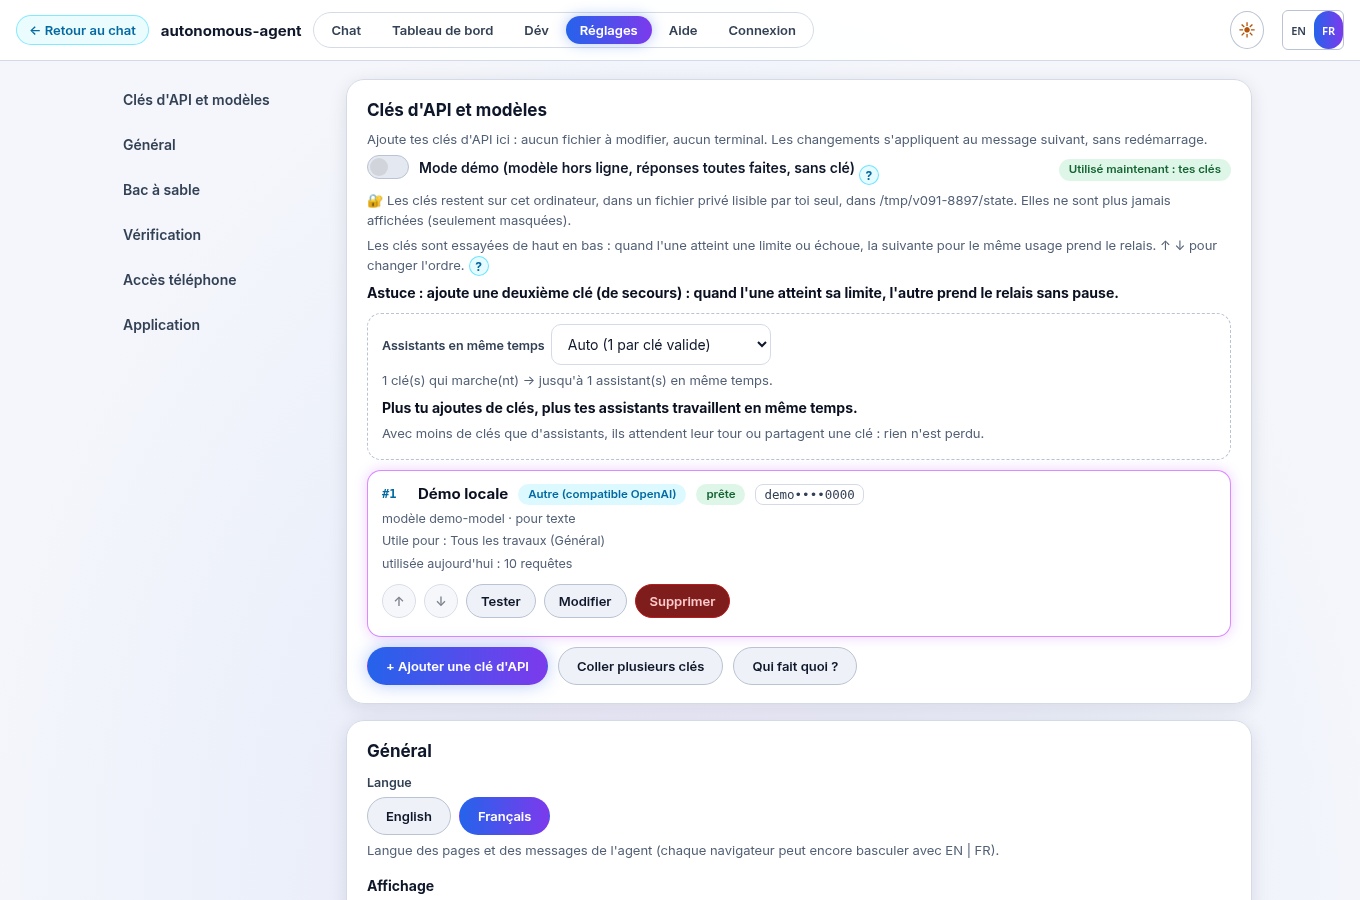 ← Retour au chat
autonomous-agent
Chat
Tableau de bord
Dév
Réglages
Aide
Connexion
EN
FR
Clés d'API et modèles
Général
Bac à sable
Vérification
Accès téléphone
Application
Clés d'API et modèles
Ajoute tes clés d'API ici : aucun fichier à modifier, aucun terminal. Les changements s'appliquent au message suivant, sans redémarrage.
Mode démo (modèle hors ligne, réponses toutes faites, sans clé) ?
Utilisé maintenant : tes clés
🔐 Les clés restent sur cet ordinateur, dans un fichier privé lisible par toi seul, dans /tmp/v091-8897/state. Elles ne sont plus jamais
affichées (seulement masquées).
Les clés sont essayées de haut en bas : quand l'une atteint une limite ou échoue, la suivante pour le même usage prend le relais. ↑ ↓ pour
changer l'ordre. ?
Astuce : ajoute une deuxième clé (de secours) : quand l'une atteint sa limite, l'autre prend le relais sans pause.
Assistants en même temps
Auto (1 par clé valide)
1 clé(s) qui marche(nt) → jusqu'à 1 assistant(s) en même temps.
Plus tu ajoutes de clés, plus tes assistants travaillent en même temps.
Avec moins de clés que d'assistants, ils attendent leur tour ou partagent une clé : rien n'est perdu.
#1
Démo locale
Autre (compatible OpenAI)
prête
demo••••0000
modèle demo-model · pour texte
Utile pour : Tous les travaux (Général)
utilisée aujourd'hui : 10 requêtes
↑
↓
Tester
Modifier
Supprimer
+ Ajouter une clé d'API
Coller plusieurs clés
Qui fait quoi ?
Général
Langue
English
Français
Langue des pages et des messages de l'agent (chaque navigateur peut encore basculer avec EN | FR).
Affichage